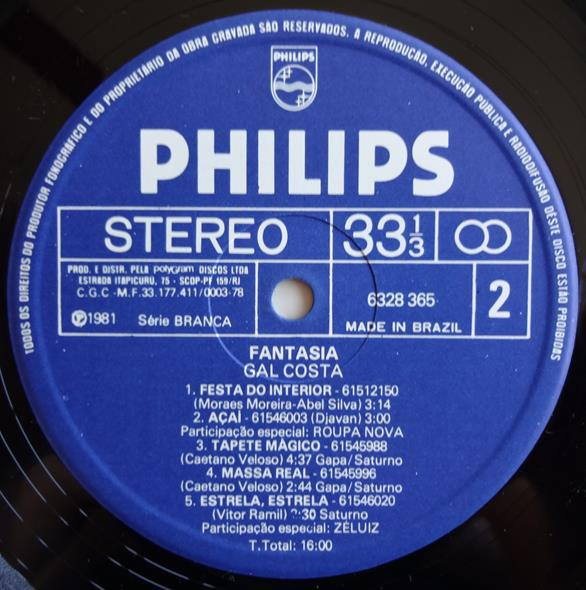 TODOS OS DIREITOS DO PRODUTOR FONOGRÁFICO E DO PROPRIETÁRIO DA OBRA GRAVADA SÃO RESERVADOS. A REPRODUÇÃO, EXECUÇÃO PÚBLICA E RADIODIFUSÃO DESTE DISCO ESTÃO PROIBIDAS
PHILIPS
PHILIPS
STEREO 33 1/3
PROD. E DISTR. PELA polygram DISCOS LTDA
ESTRADA ITAPICURU, 75 - SCDP-PF 159/RJ
C.G.C -M.F.33.177.411/0003-78
℗1981 Série BRANCA
6328 365
MADE IN BRAZIL
2
FANTASIA
GAL COSTA
1. FESTA DO INTERIOR - 61512150
(Moraes Moreira-Abel Silva) 3:14
2. AÇAÍ - 61546003 (Djavan) 3:00
Participação especial: ROUPA NOVA
3. TAPETE MÁGICO - 61545988
(Caetano Veloso) 4:37 Gapa/Saturno
4. MASSA REAL - 61545996
(Caetano Veloso) 2:44 Gapa/Saturno
5. ESTRELA, ESTRELA - 61546020
(Vitor Ramil) 2:30 Saturno
Participação especial: ZÉLUIZ
T.Total: 16:00